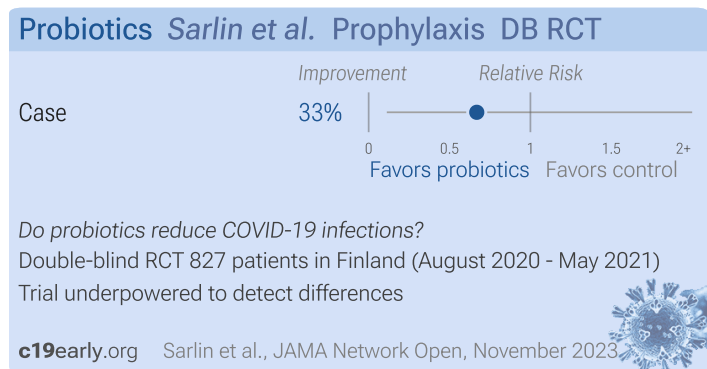 Probiotics Sarlin et al. Prophylaxis DB RCT
Improvement Relative Risk
Case 33%
0 0.5 1 1.5 2+
Favors probiotics Favors control
Do probiotics reduce COVID-19 infections?
Double-blind RCT 827 patients in Finland (August 2020 - May 2021)
Trial underpowered to detect differences
c19early.org Sarlin et al., JAMA Network Open, November 2023